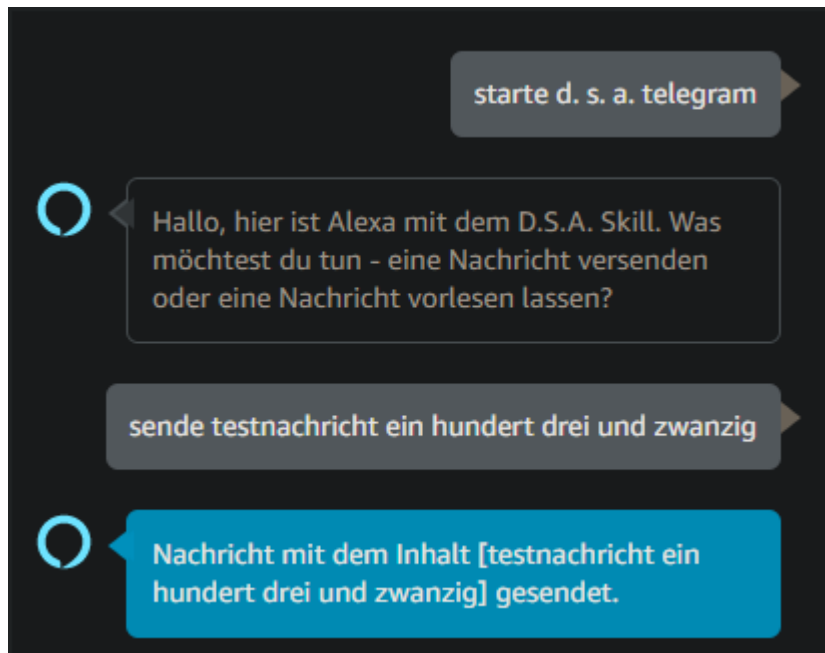 starte d. s. a. telegram
Hallo, hier ist Alexa mit dem D.S.A. Skill. Was
möchtest du tun - eine Nachricht versenden
oder eine Nachricht vorlesen lassen?
sende testnachricht ein hundert drei und zwanzig
Nachricht mit dem Inhalt [testnachricht ein
hundert drei und zwanzig] gesendet.